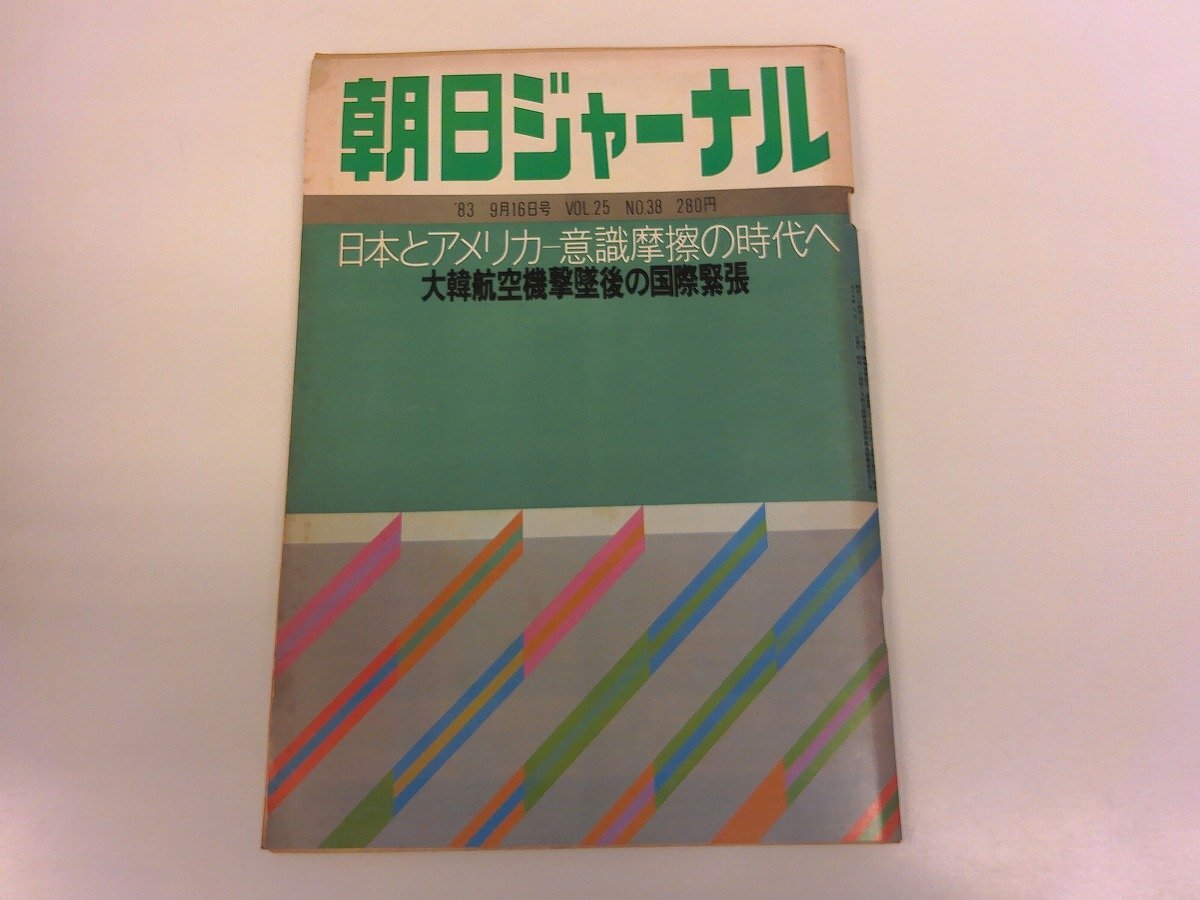 朝日ジャーナル
'83 9月16日号 VOL.25 NO.38 280円
日本とアメリカ―意識摩擦の時代へ
大韓航空機撃墜後の国際緊張